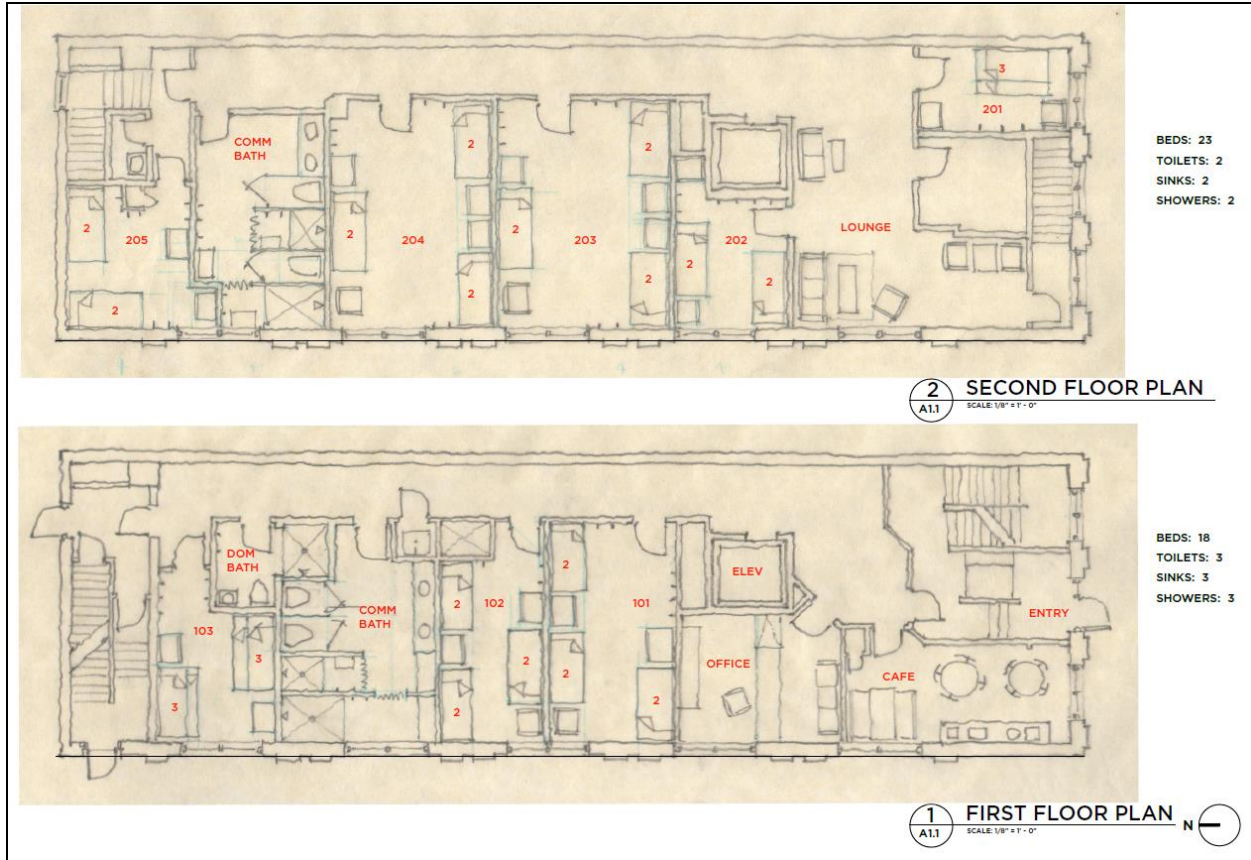 3
201
COMM
BATH
2
2
2
205
2
204
2
203
202
LOUNGE
2
2
2
2
2
2
BEDS: 23
TOILETS: 2
SINKS: 2
SHOWERS: 2
2
A1.1
SECOND FLOOR PLAN
SCALE: 1/8" = 1' - 0"
DOM
BATH
2
ELEV
COMM
BATH
2
102
101
ENTRY
103
3
2
2
OFFICE
CAFE
3
2
2
BEDS: 18
TOILETS: 3
SINKS: 3
SHOWERS: 3
1
A1.1
FIRST FLOOR PLAN
SCALE: 1/8" = 1' - 0"
N